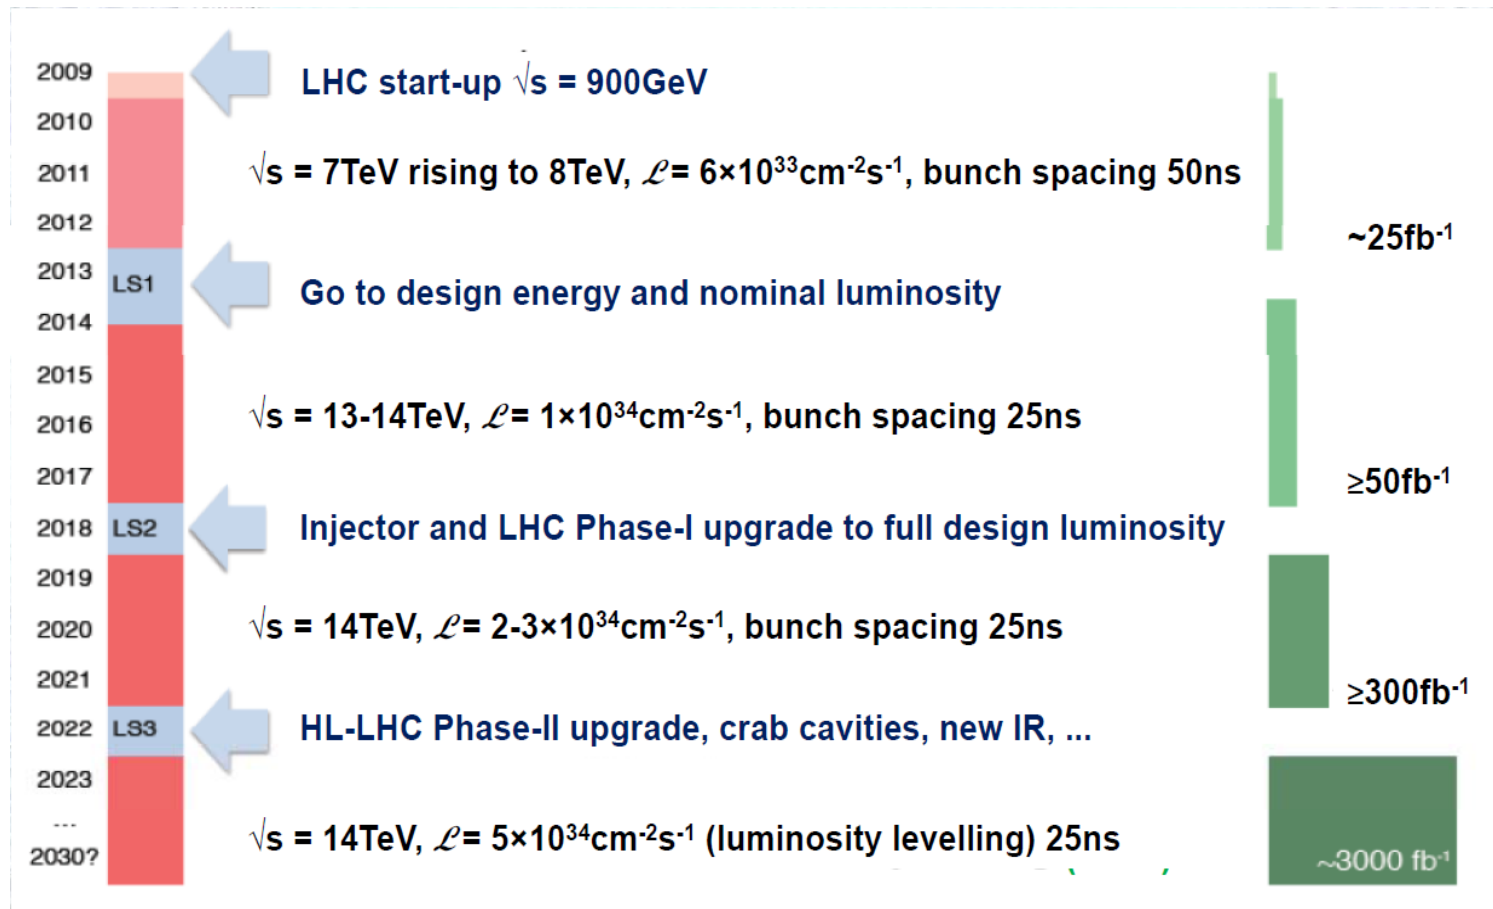 2009
LHC start-up √s = 900GeV
2010
2011
√s = 7TeV rising to 8TeV, ℒ= 6×10³³cm⁻²s⁻¹, bunch spacing 50ns
2012
~25fb⁻¹
2013
LS1
Go to design energy and nominal luminosity
2014
2015
2016
√s = 13-14TeV, ℒ= 1×10³⁴cm⁻²s⁻¹, bunch spacing 25ns
2017
≥50fb⁻¹
2018
LS2
Injector and LHC Phase-I upgrade to full design luminosity
2019
2020
√s = 14TeV, ℒ= 2-3×10³⁴cm⁻²s⁻¹, bunch spacing 25ns
2021
≥300fb⁻¹
2022
LS3
HL-LHC Phase-II upgrade, crab cavities, new IR, ...
2023
...
√s = 14TeV, ℒ= 5×10³⁴cm⁻²s⁻¹ (luminosity levelling) 25ns
2030?
~3000 fb⁻¹